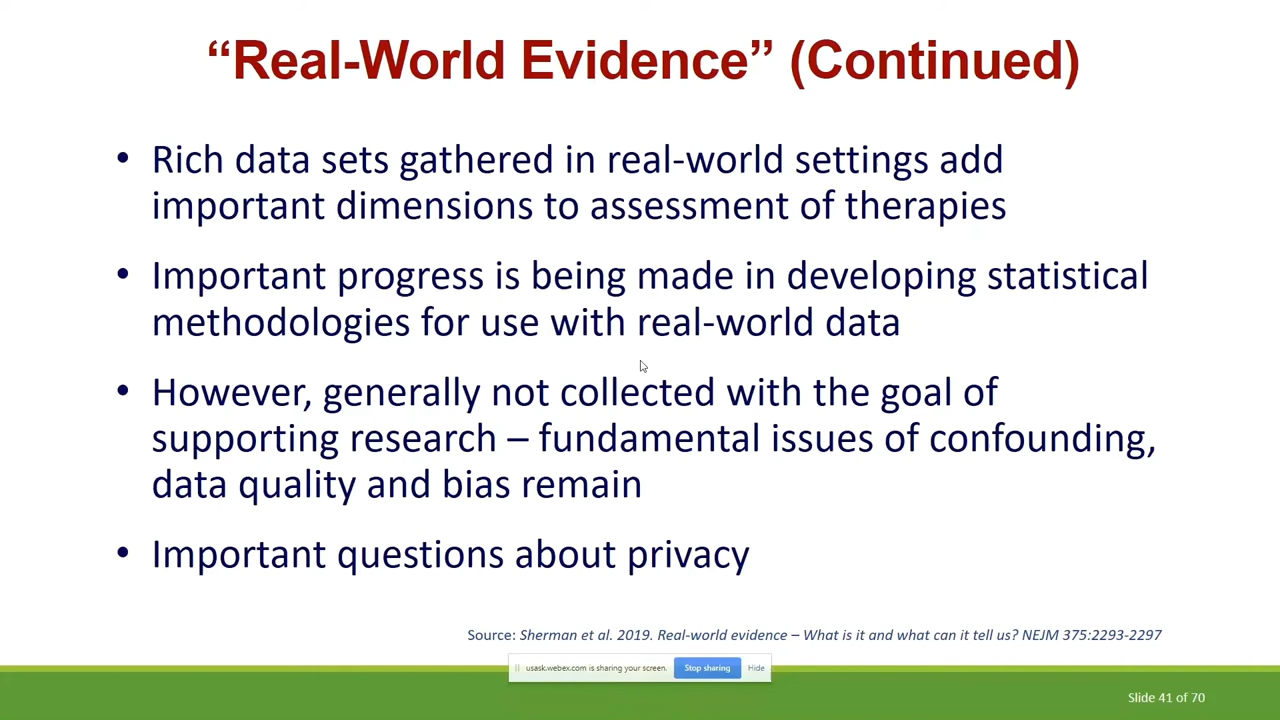 “Real-World Evidence” (Continued)
• Rich data sets gathered in real-world settings add
important dimensions to assessment of therapies
• Important progress is being made in developing statistical
methodologies for use with real-world data
• However, generally not collected with the goal of
supporting research – fundamental issues of confounding,
data quality and bias remain
• Important questions about privacy
Source: Sherman et al. 2019. Real-world evidence – What is it and what can it tell us? NEJM 375:2293-2297
usask.webex.com is sharing your screen. Stop sharing Hide
Slide 41 of 70